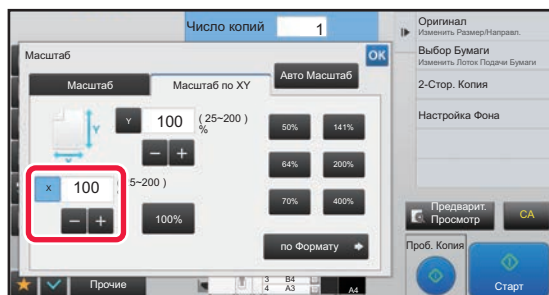 Число копий 1
Масштаб
OK
Масштаб
Масштаб по XY
Авто Масштаб
Y
Y 100 ( 25~200 )
%
50% 141%
64% 200%
X 100 5~200 )
70% 400%
100%
по Формату
Оригинал
Изменить Размер/Направл.
Выбор Бумаги
Изменить Лоток Подачи Бумаги
2-Стор. Копия
Настройка Фона
Предварит.
Просмотр
CA
Проб. Копия
Старт
Прочие
3 B4
4 A3
A4